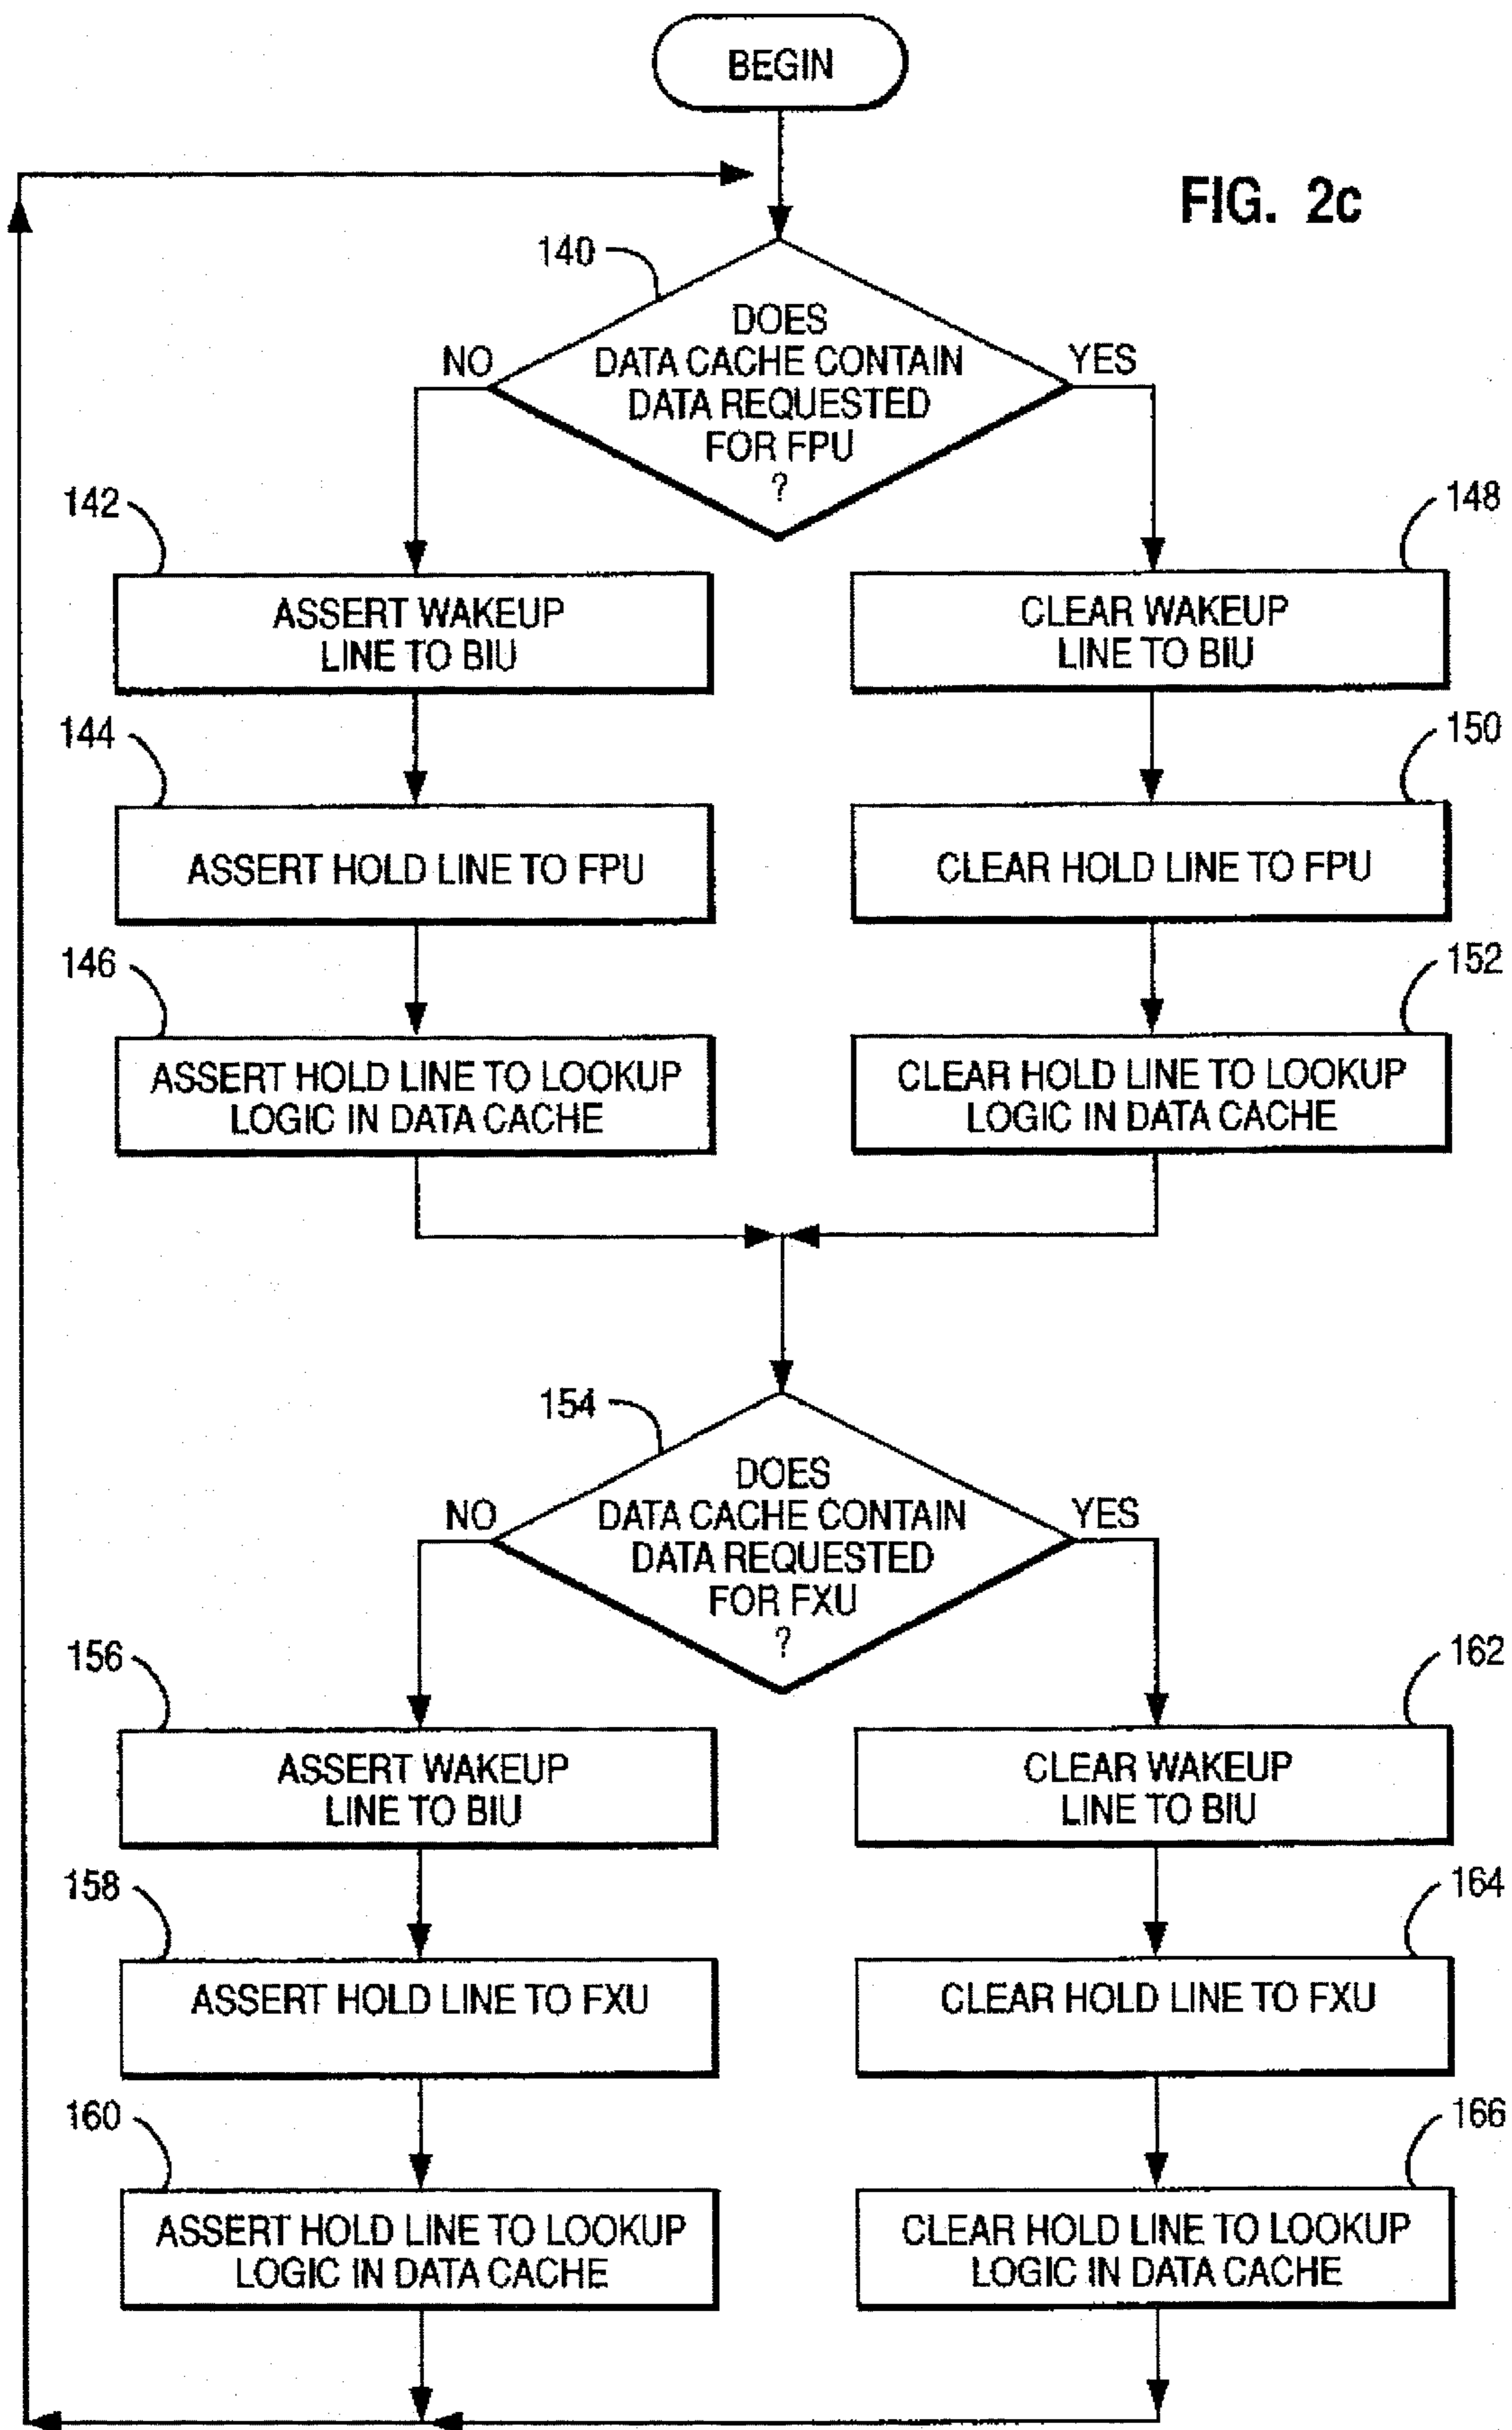 BEGIN
FIG. 2c
140
DOES
DATA CACHE CONTAIN
DATA REQUESTED
FOR FPU
?
NO
YES
142
ASSERT WAKEUP
LINE TO BIU
148
CLEAR WAKEUP
LINE TO BIU
144
ASSERT HOLD LINE TO FPU
150
CLEAR HOLD LINE TO FPU
146
ASSERT HOLD LINE TO LOOKUP
LOGIC IN DATA CACHE
152
CLEAR HOLD LINE TO LOOKUP
LOGIC IN DATA CACHE
154
DOES
DATA CACHE CONTAIN
DATA REQUESTED
FOR FXU
?
NO
YES
156
ASSERT WAKEUP
LINE TO BIU
162
CLEAR WAKEUP
LINE TO BIU
158
ASSERT HOLD LINE TO FXU
164
CLEAR HOLD LINE TO FXU
160
ASSERT HOLD LINE TO LOOKUP
LOGIC IN DATA CACHE
166
CLEAR HOLD LINE TO LOOKUP
LOGIC IN DATA CACHE